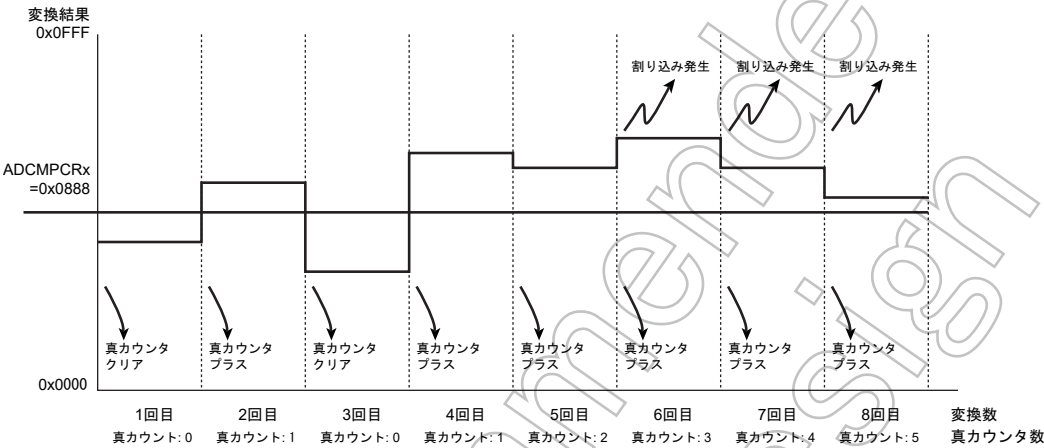 変換結果
0x0FFF
割り込み発生 割り込み発生 割り込み発生
ADCMPCRx
=0x0888
真カウンタ
クリア
真カウンタ
プラス
真カウンタ
クリア
真カウンタ
プラス
真カウンタ
プラス
真カウンタ
プラス
真カウンタ
プラス
真カウンタ
プラス
0x0000
1回目 2回目 3回目 4回目 5回目 6回目 7回目 8回目 変換数
真カウント: 0 真カウント: 1 真カウント: 0 真カウント: 1 真カウント: 2 真カウント: 3 真カウント: 4 真カウント: 5 真カウンタ数